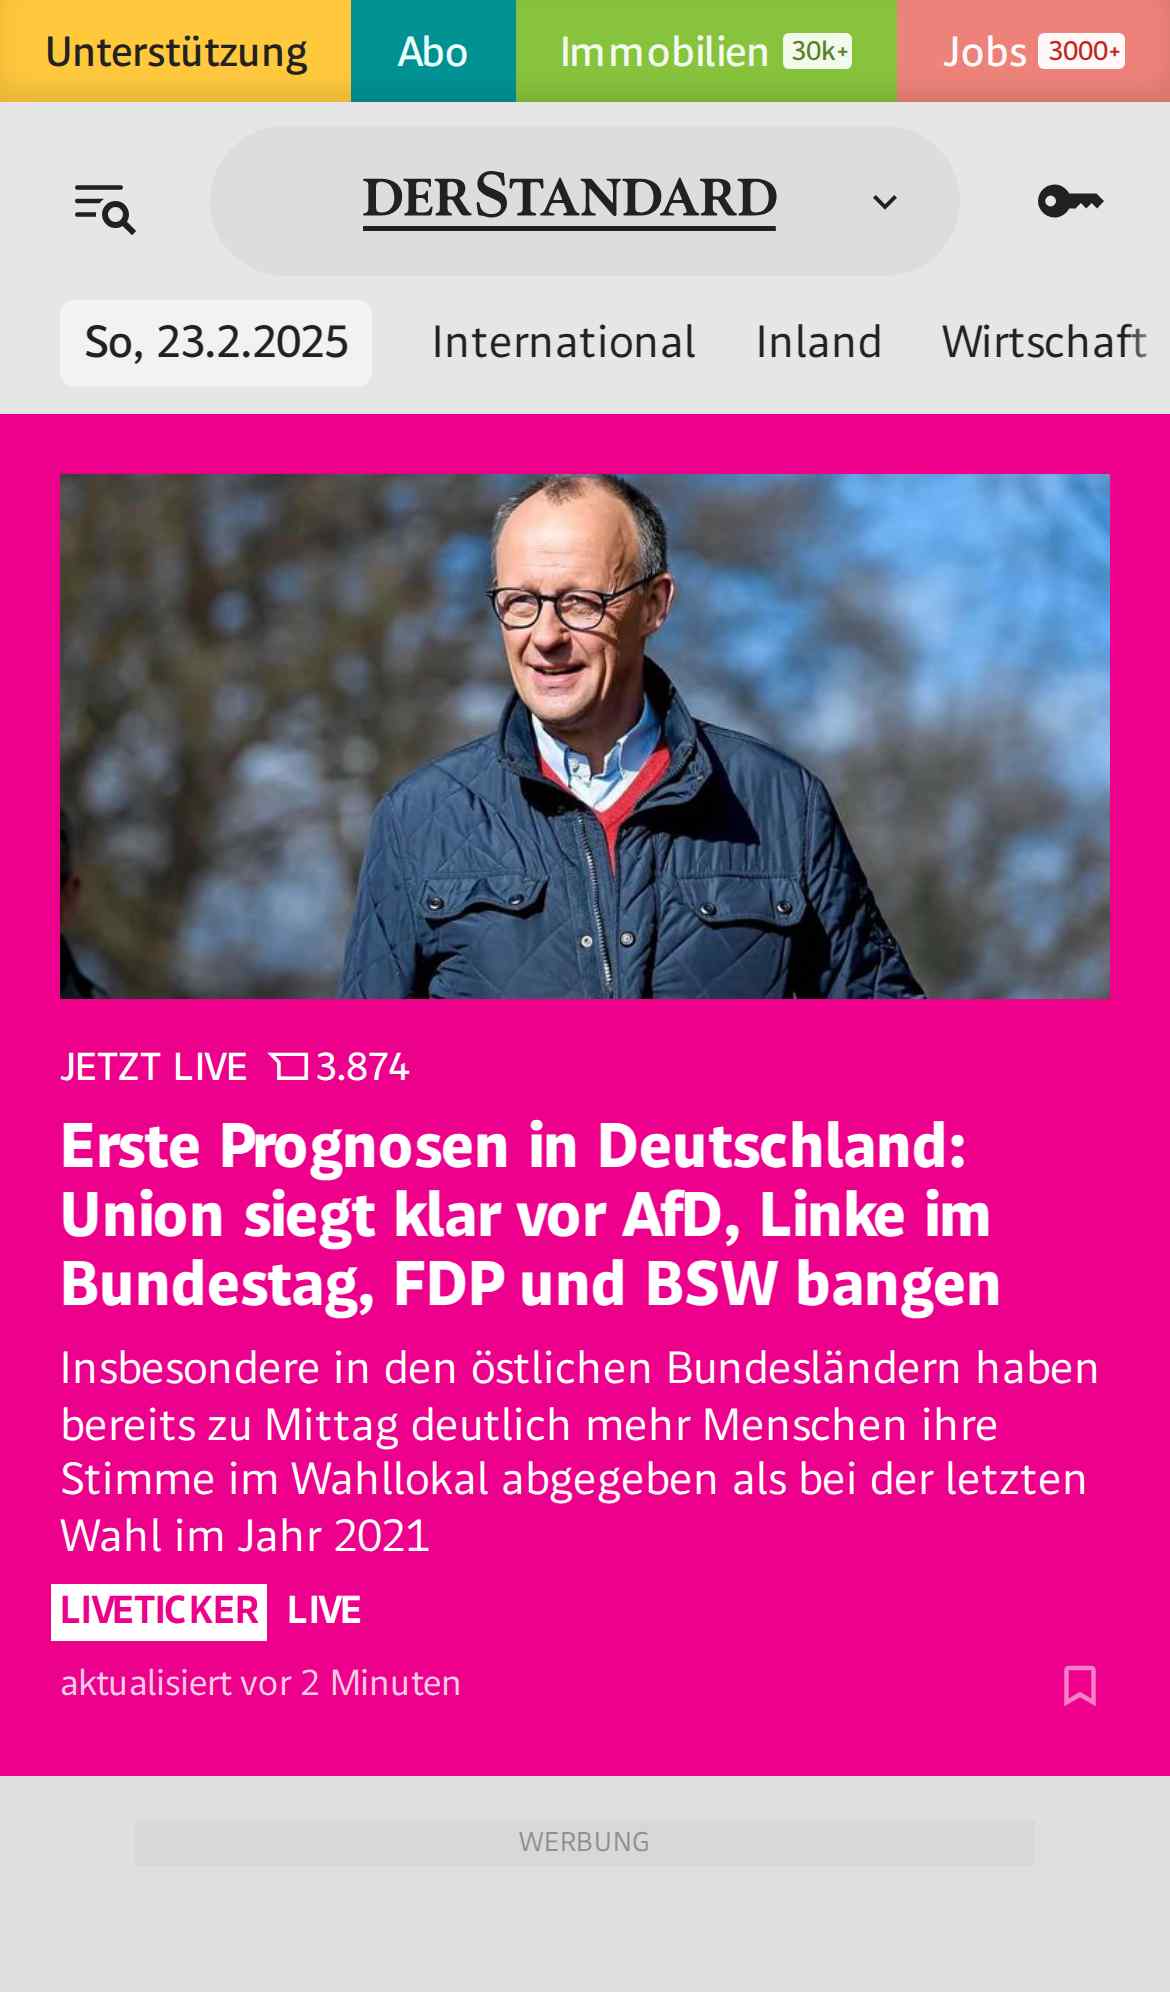 Unterstützung Abo Immobilien 30k+ Jobs 3000+
DERSTANDARD
So, 23.2.2025 International Inland Wirtschaft
JETZT LIVE 3.874
Erste Prognosen in Deutschland:
Union siegt klar vor AfD, Linke im
Bundestag, FDP und BSW bangen
Insbesondere in den östlichen Bundesländern haben
bereits zu Mittag deutlich mehr Menschen ihre
Stimme im Wahllokal abgegeben als bei der letzten
Wahl im Jahr 2021
LIVETICKER LIVE
aktualisiert vor 2 Minuten
WERBUNG